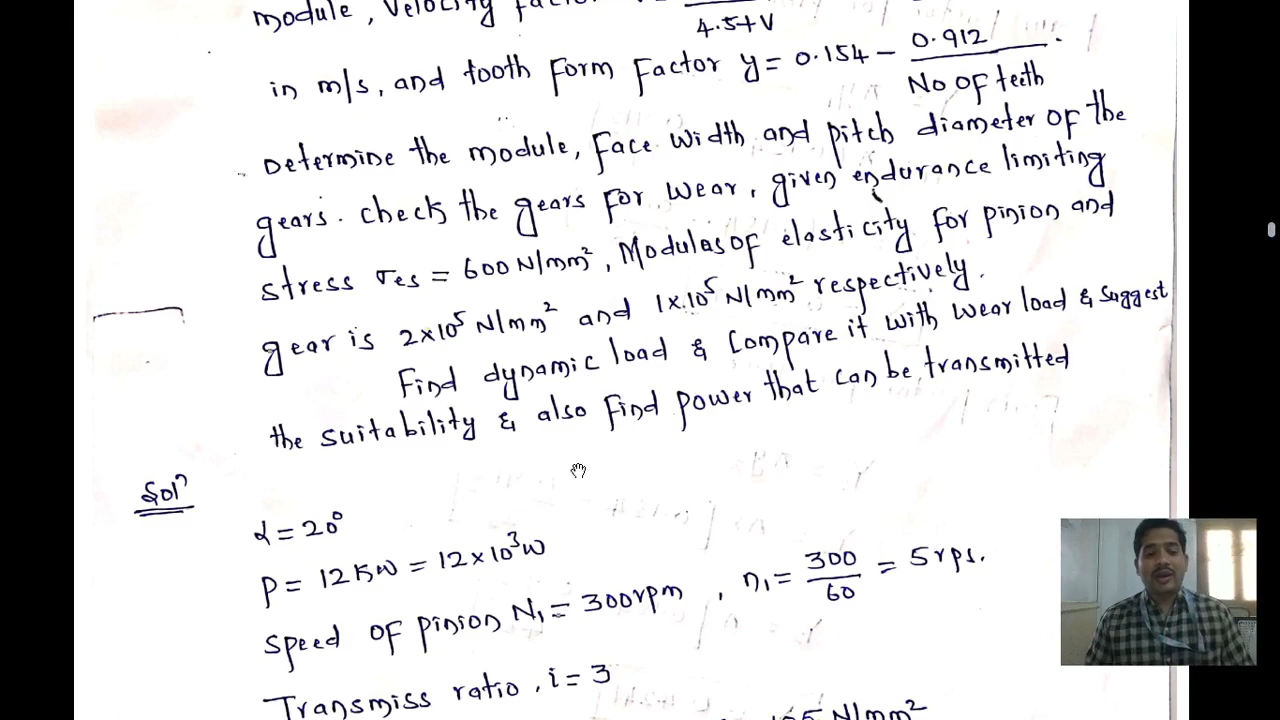 module, Velocity factor
4.5+V
in m/s, and tooth form Factor y = 0.154 - 0.912 / No of teeth.
Determine the module, face width and pitch diameter of the
gears. check the gears for wear, given endurance limiting
stress σes = 600 N/mm², Modulas of elasticity for pinion and
gear is 2×10⁵ N/mm² and 1×10⁵ N/mm² respectively.
Find dynamic load & Compare it with wear load & suggest
the suitability & also find power that can be transmitted
Solⁿ
α = 20°
P = 12 KW = 12×10³ W
speed of pinion N₁ = 300 rpm, n₁ = 300/60 = 5 rps.
Transmiss ratio, i = 3
N/mm²